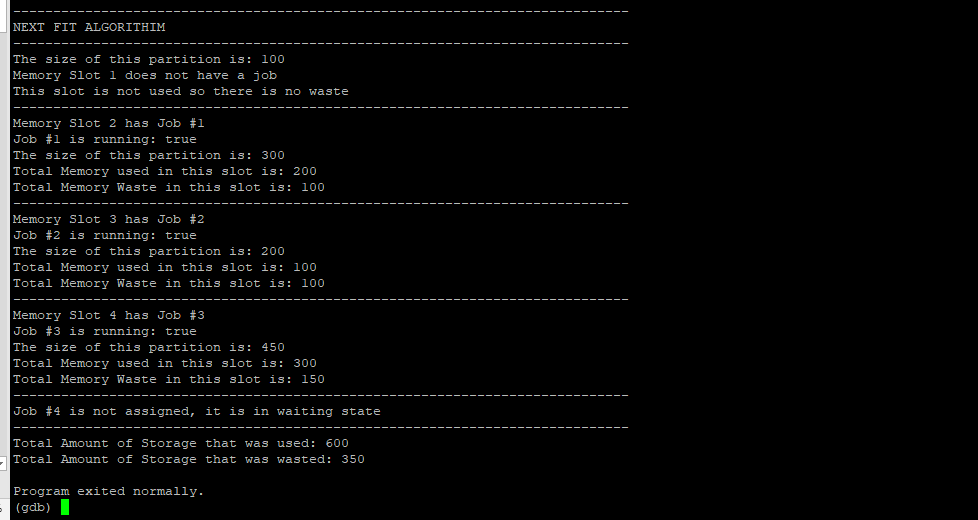 -----------------------------------------------------------------------------
NEXT FIT ALGORITHIM
-----------------------------------------------------------------------------
The size of this partition is: 100
Memory Slot 1 does not have a job
This slot is not used so there is no waste
-----------------------------------------------------------------------------
Memory Slot 2 has Job #1
Job #1 is running: true
The size of this partition is: 300
Total Memory used in this slot is: 200
Total Memory Waste in this slot is: 100
-----------------------------------------------------------------------------
Memory Slot 3 has Job #2
Job #2 is running: true
The size of this partition is: 200
Total Memory used in this slot is: 100
Total Memory Waste in this slot is: 100
-----------------------------------------------------------------------------
Memory Slot 4 has Job #3
Job #3 is running: true
The size of this partition is: 450
Total Memory used in this slot is: 300
Total Memory Waste in this slot is: 150
-----------------------------------------------------------------------------
Job #4 is not assigned, it is in waiting state
-----------------------------------------------------------------------------
Total Amount of Storage that was used: 600
Total Amount of Storage that was wasted: 350
Program exited normally.
(gdb)